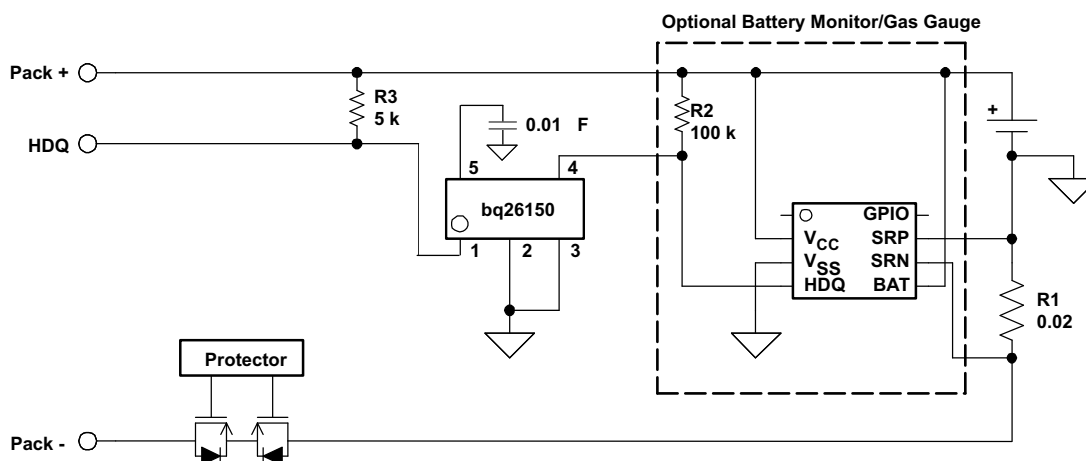 Optional Battery Monitor/Gas Gauge
Pack +
R3
5 k
HDQ
0.01 F
R2
100 k
+
5
4
bq26150
1
2
3
GPIO
VCC
SRP
VSS
SRN
HDQ
BAT
R1
0.02
Protector
Pack -